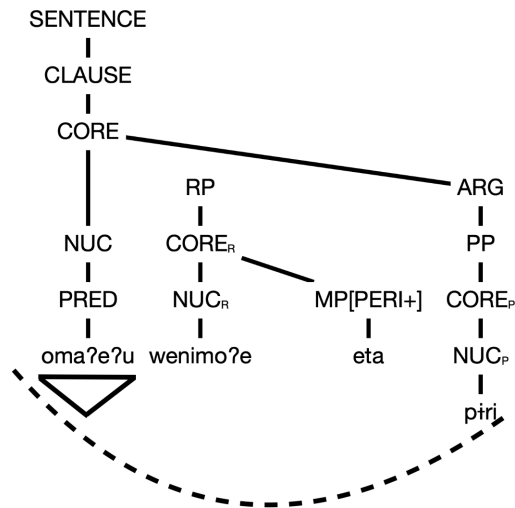 SENTENCE
CLAUSE
CORE
RP ARG
NUC CORER PP
PRED NUCR MP[PERI+] COREP
omaʔeʔu wenimoʔe eta NUCP
pɨri